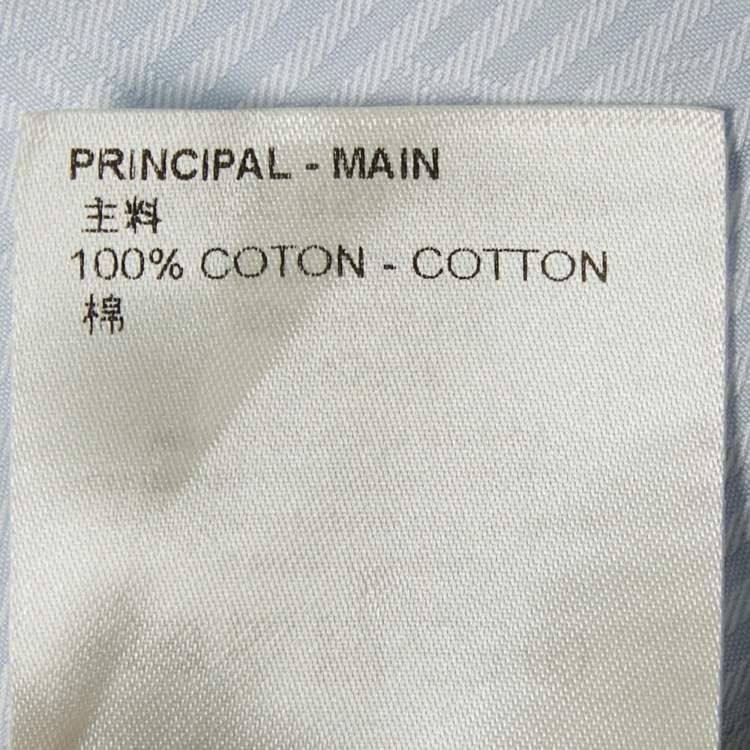 PRINCIPAL - MAIN
主料
100% COTON - COTTON
棉